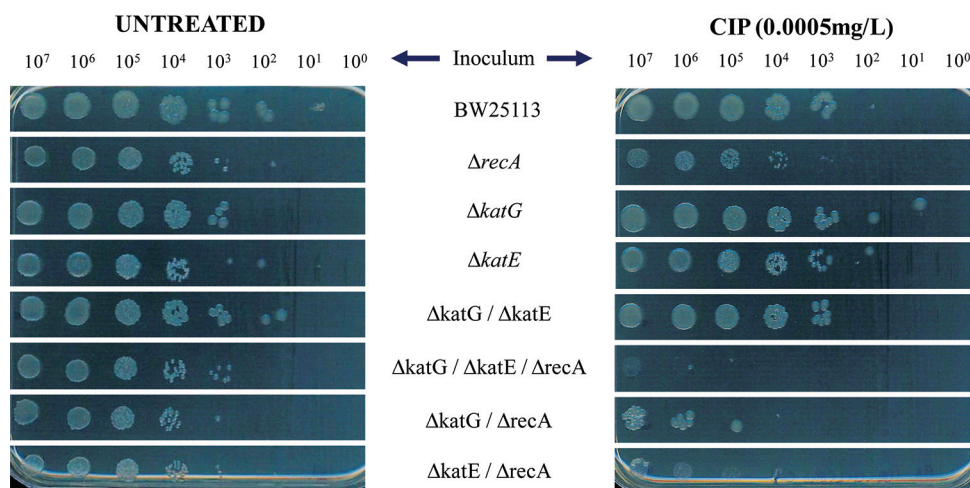 UNTREATED
CIP (0.0005mg/L)
10⁷ 10⁶ 10⁵ 10⁴ 10³ 10² 10¹ 10⁰
Inoculum
10⁷ 10⁶ 10⁵ 10⁴ 10³ 10² 10¹ 10⁰
BW25113
ΔrecA
ΔkatG
ΔkatE
ΔkatG / ΔkatE
ΔkatG / ΔkatE / ΔrecA
ΔkatG / ΔrecA
ΔkatE / ΔrecA